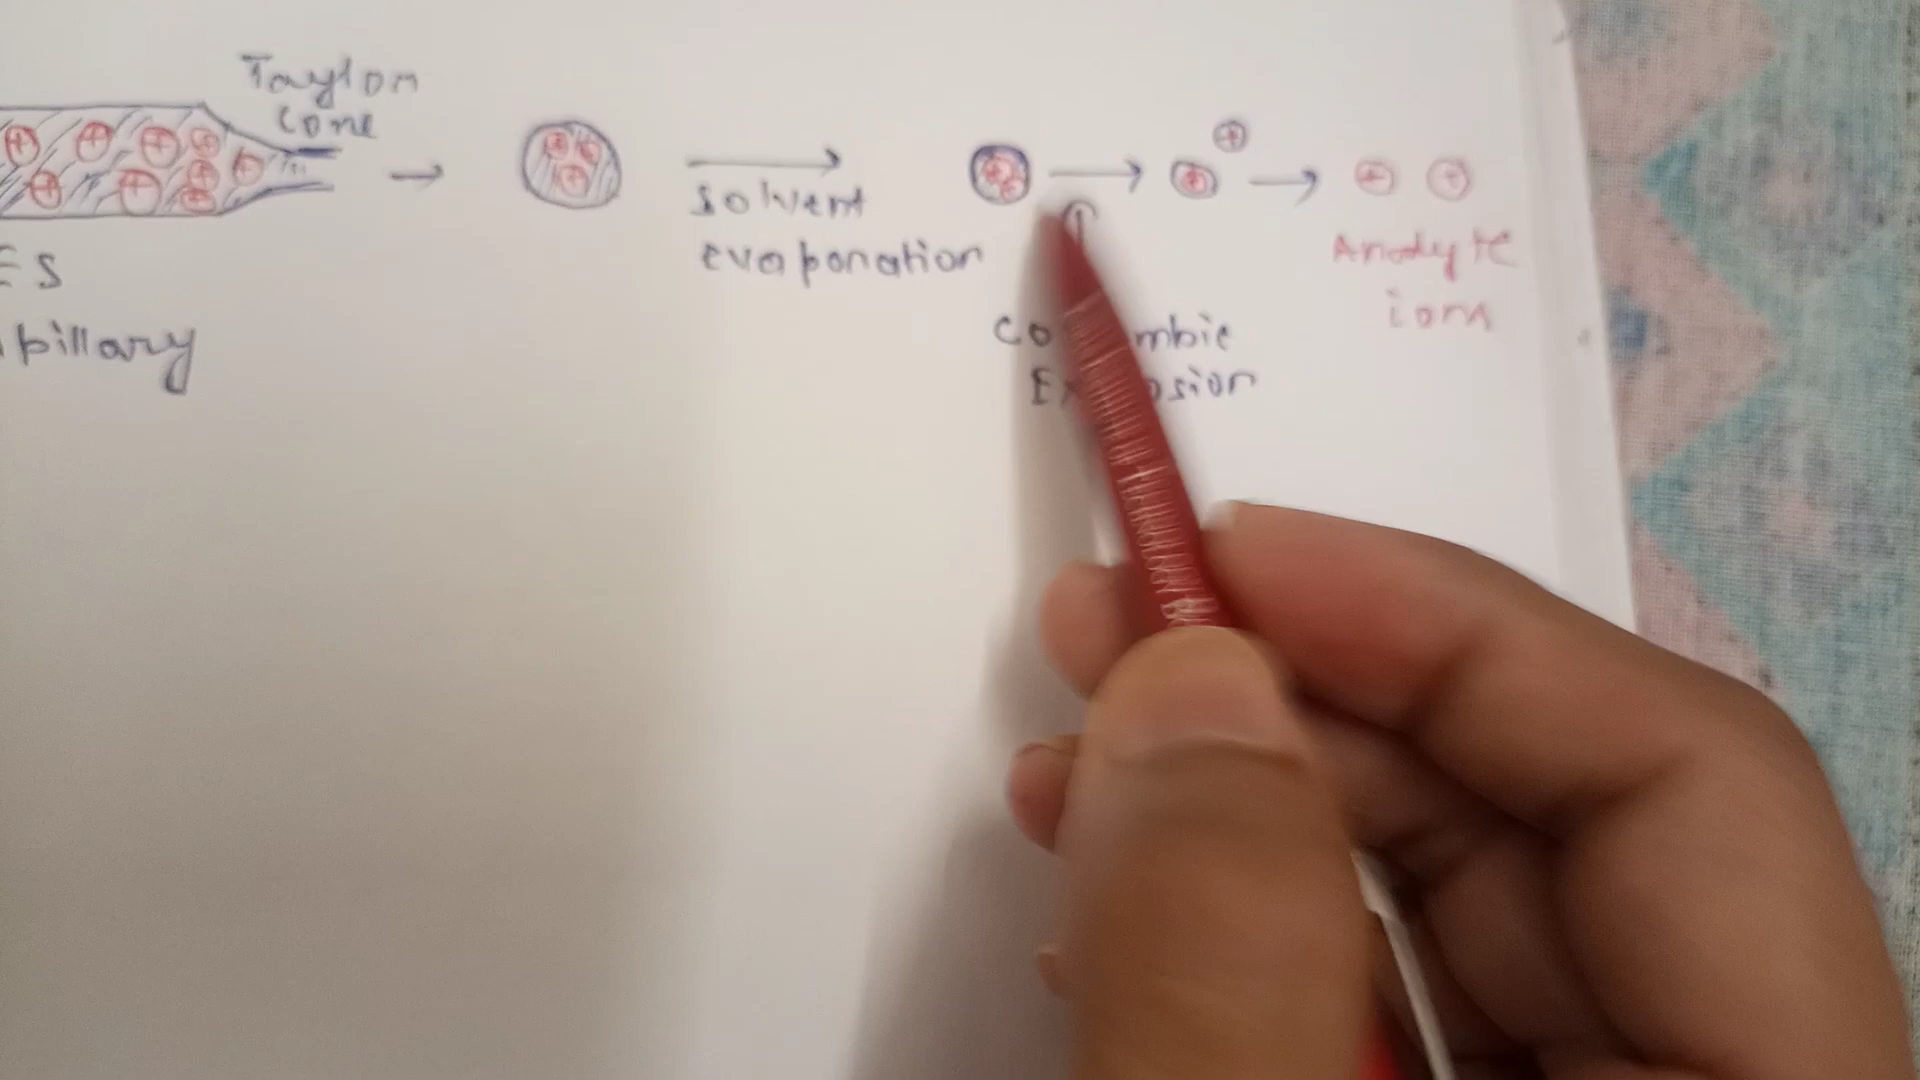 Taylor
Cone
solvent
evaporation
ES
pillary
Analyte
ions